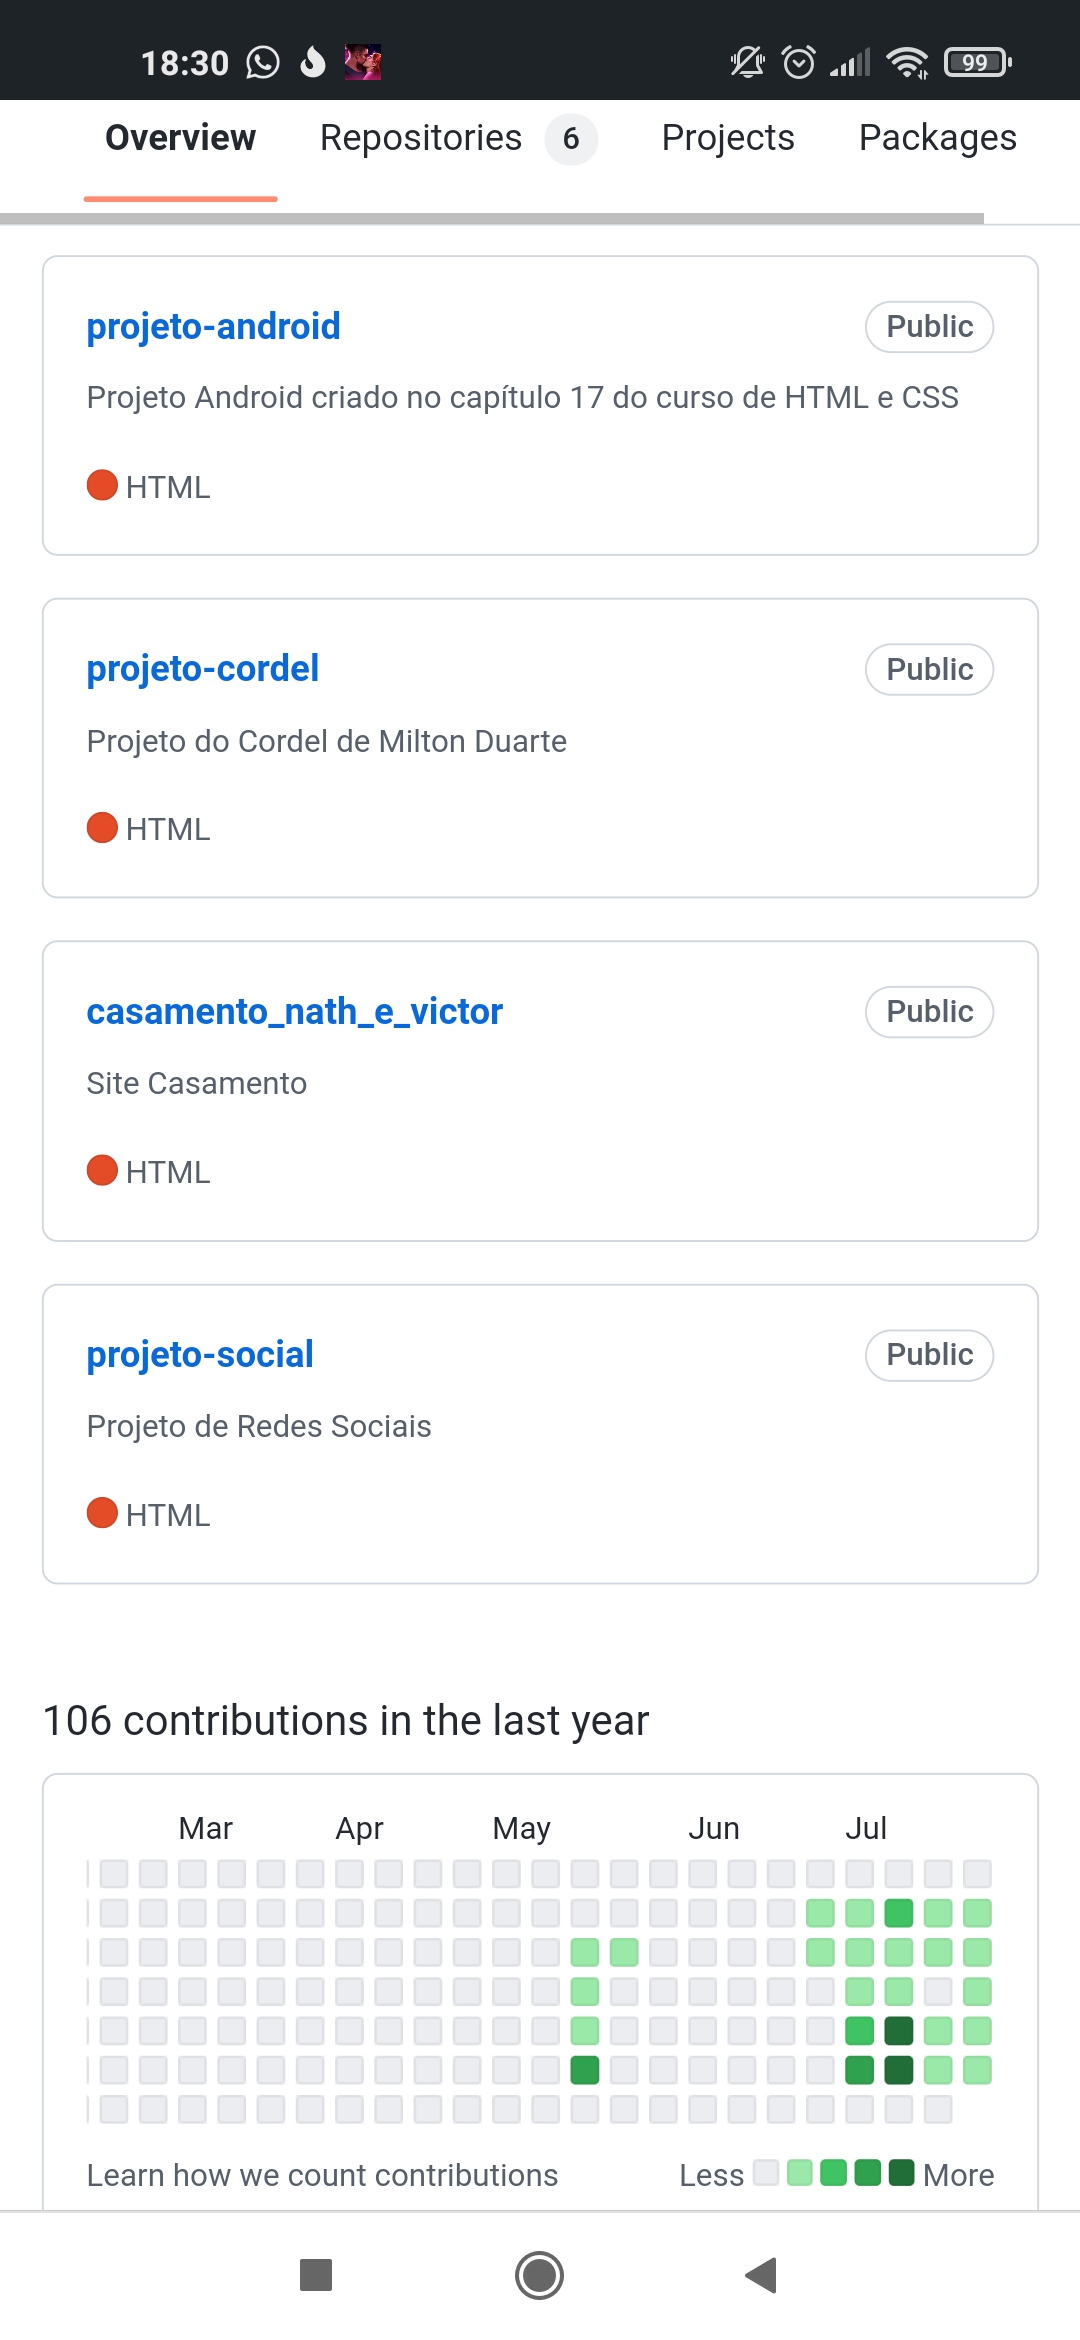 18:30 99
Overview Repositories 6 Projects Packages
projeto-android Public
Projeto Android criado no capítulo 17 do curso de HTML e CSS
HTML
projeto-cordel Public
Projeto do Cordel de Milton Duarte
HTML
casamento_nath_e_victor Public
Site Casamento
HTML
projeto-social Public
Projeto de Redes Sociais
HTML
106 contributions in the last year
Mar Apr May Jun Jul
Learn how we count contributions Less More